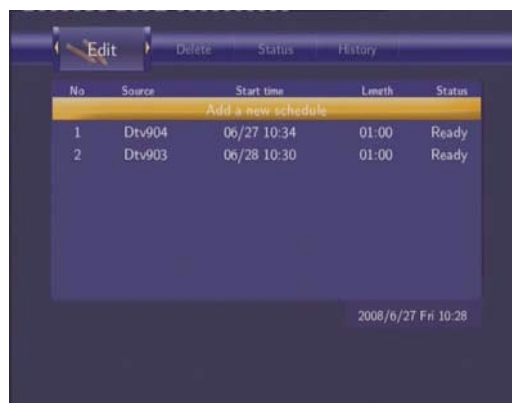 Edit Delete Status History
No Source Start time Length Status
Add a new schedule
1 Dtv904 06/27 10:34 01:00 Ready
2 Dtv903 06/28 10:30 01:00 Ready
2008/6/27 Fri 10:28